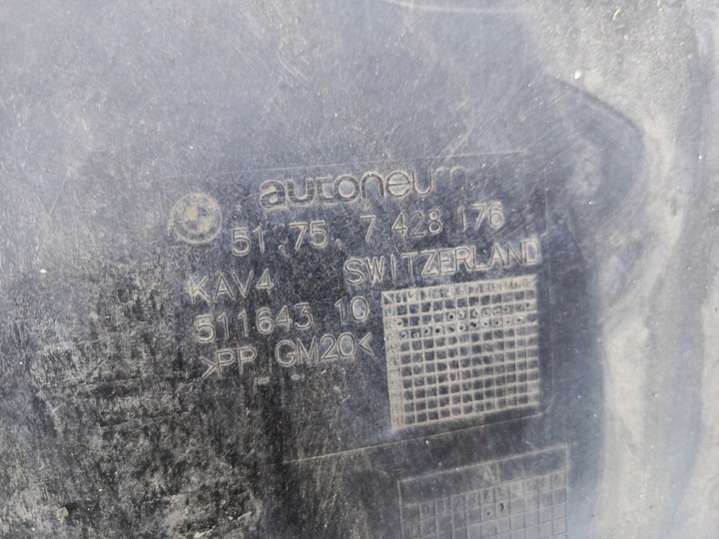 autoneum
51.75. 7 428 176
KAV4 SWITZERLAND
511643 10
>PP GM20<